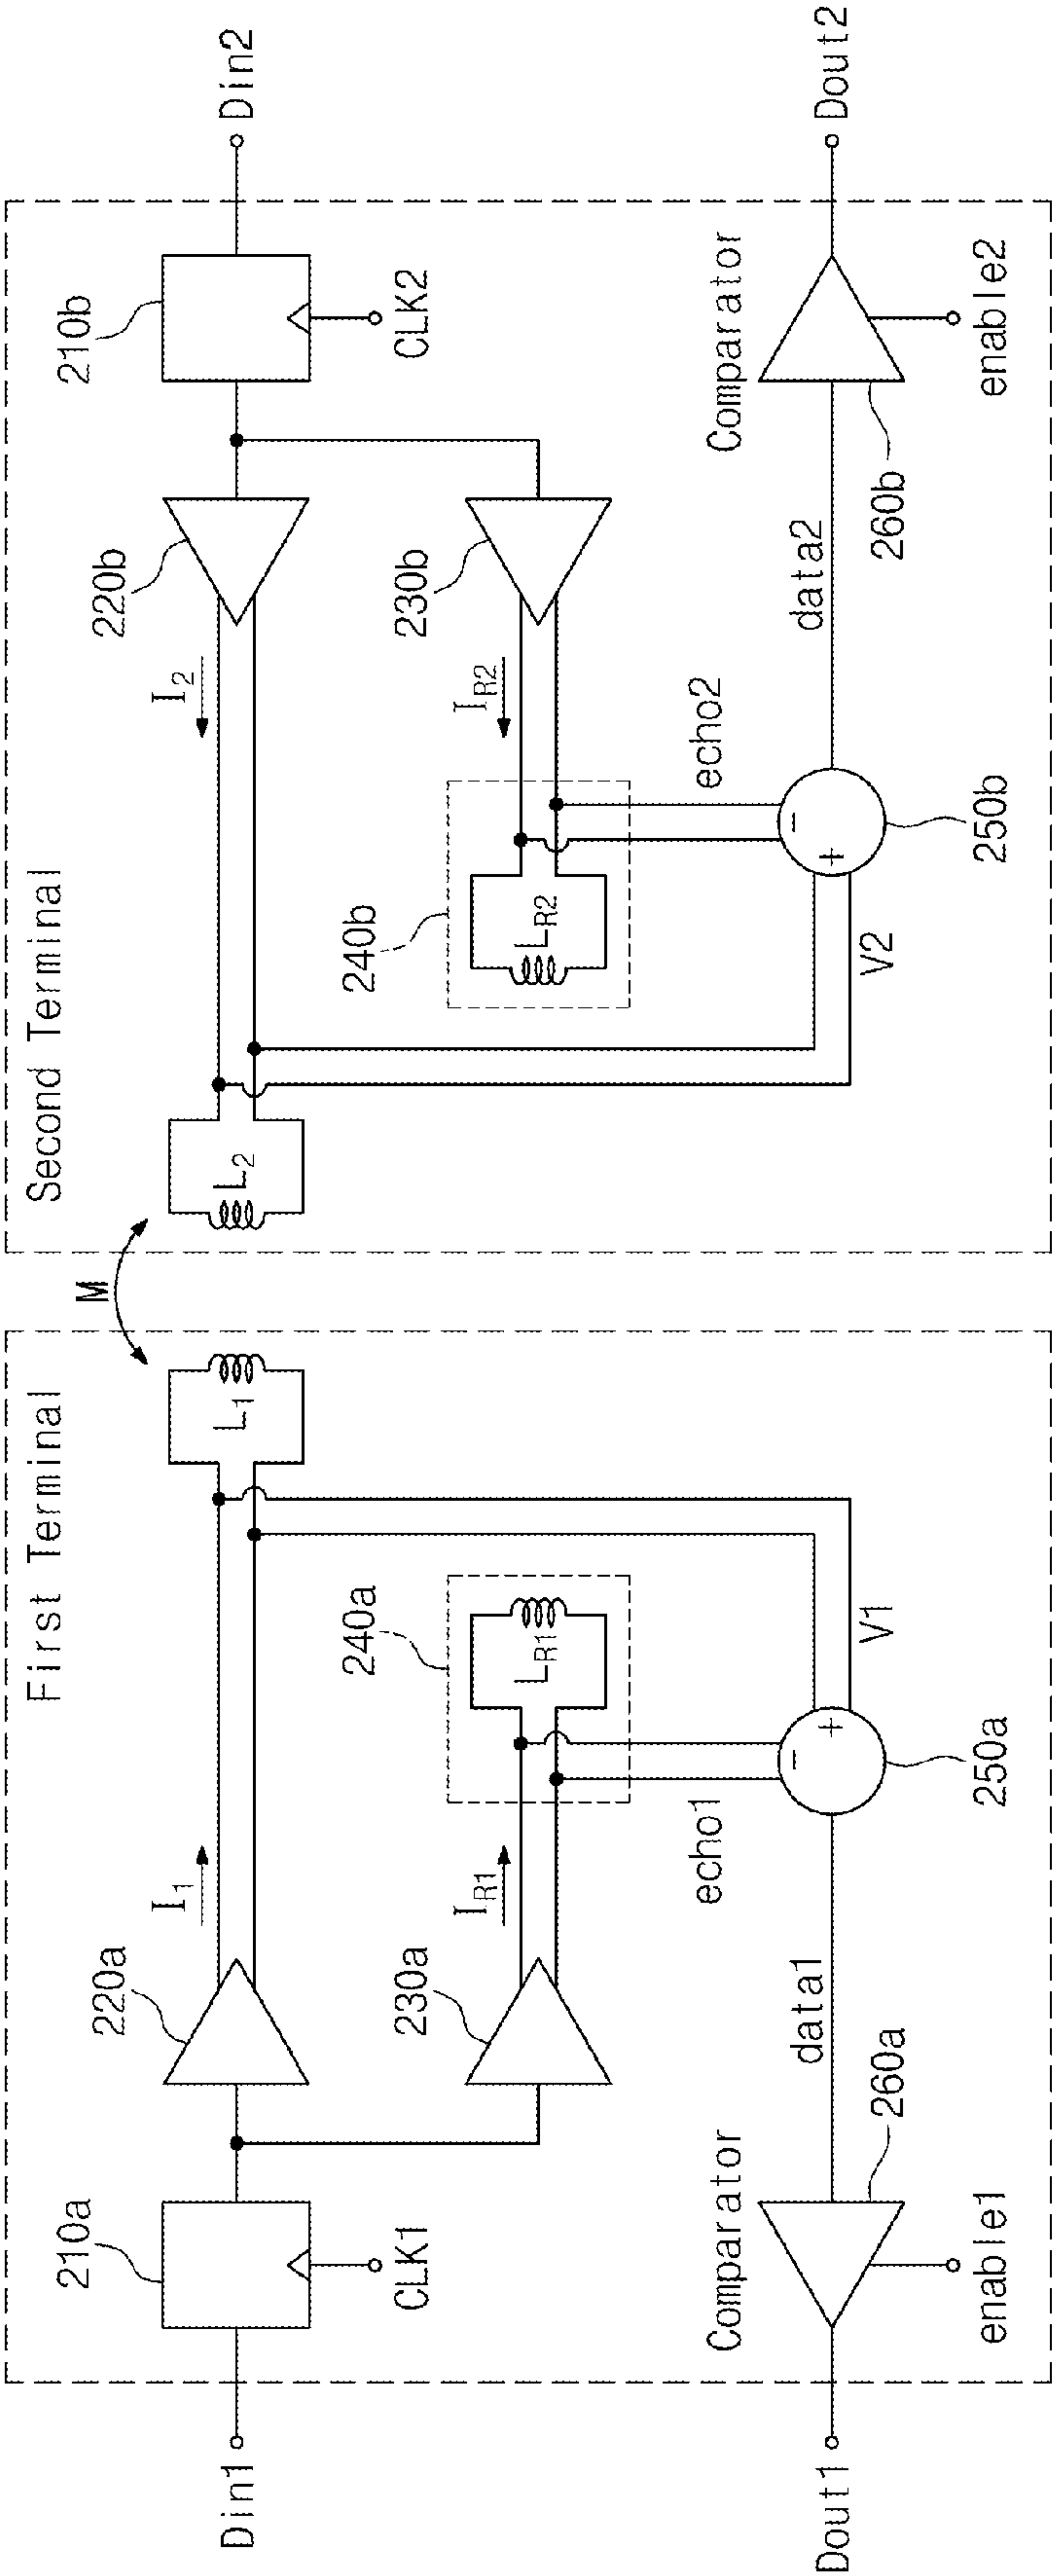 First Terminal
Second Terminal
M
210a
220a
I1
L1
L2
I2
220b
210b
Din1
Din2
CLK1
CLK2
230a
IR1
240a
LR1
240b
LR2
IR2
230b
echo1
echo2
Comparator
Comparator
data1
V1
V2
data2
Dout1
Dout2
260a
250a
250b
260b
enable1
enable2
+
−
+
−